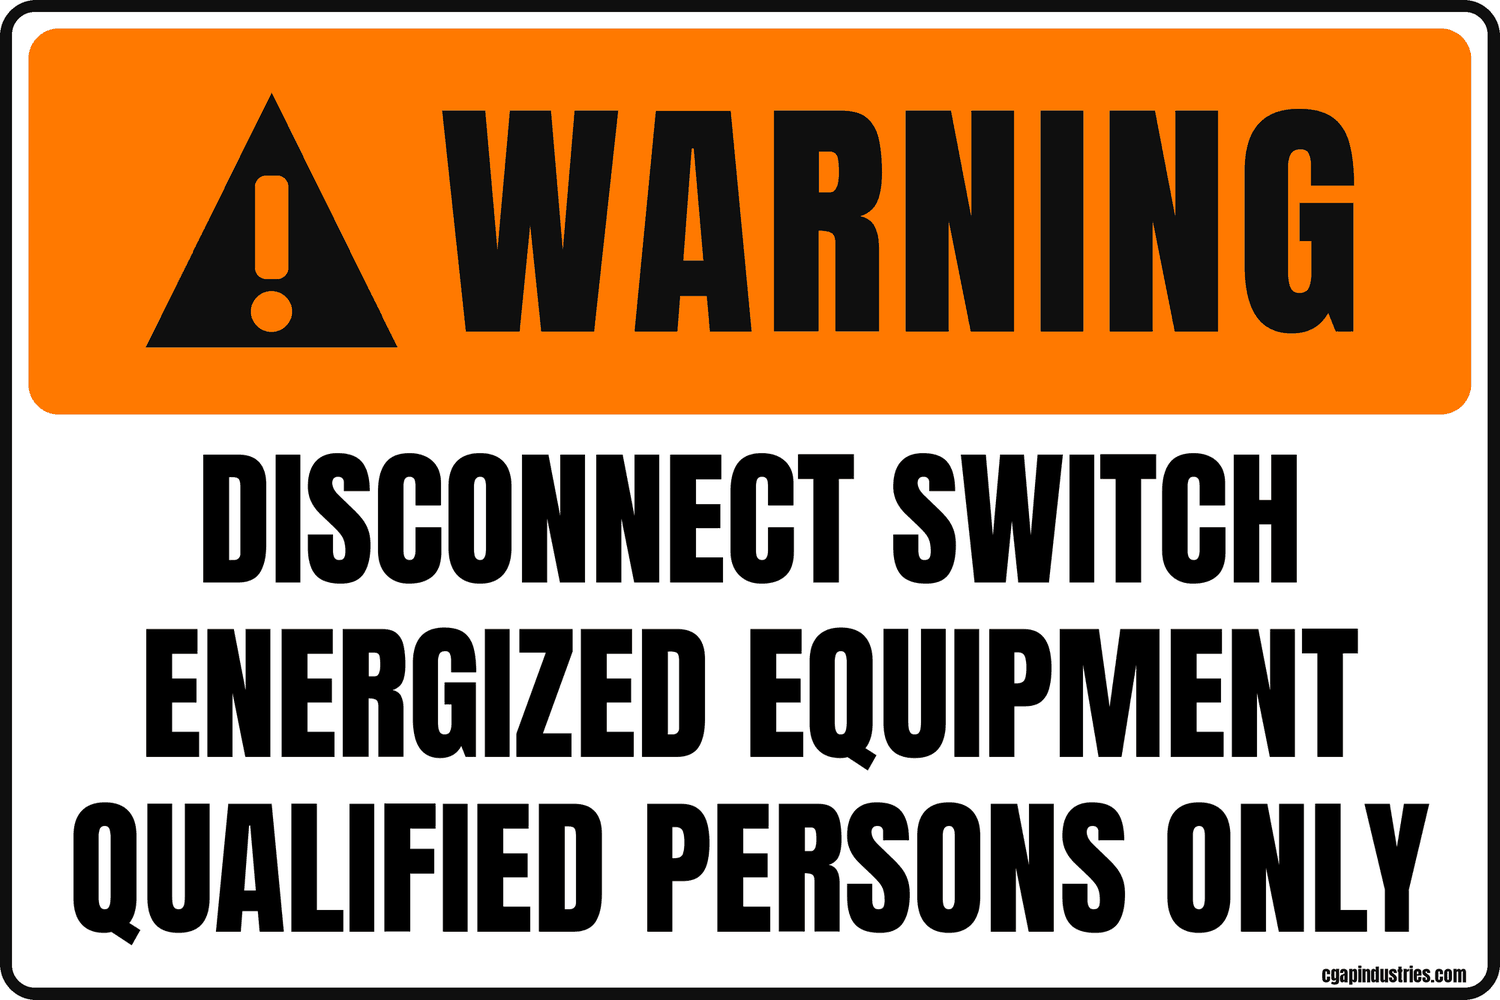 WARNING
DISCONNECT SWITCH
ENERGIZED EQUIPMENT
QUALIFIED PERSONS ONLY
cgapindustries.com